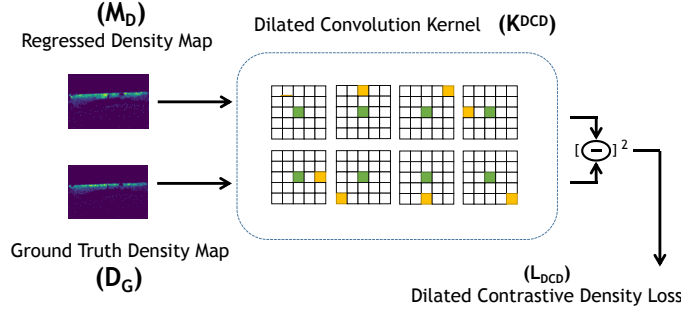 (M_D)
Regressed Density Map
Dilated Convolution Kernel (K^DCD)
[ − ] 2
Ground Truth Density Map
(D_G)
(L_DCD)
Dilated Contrastive Density Loss